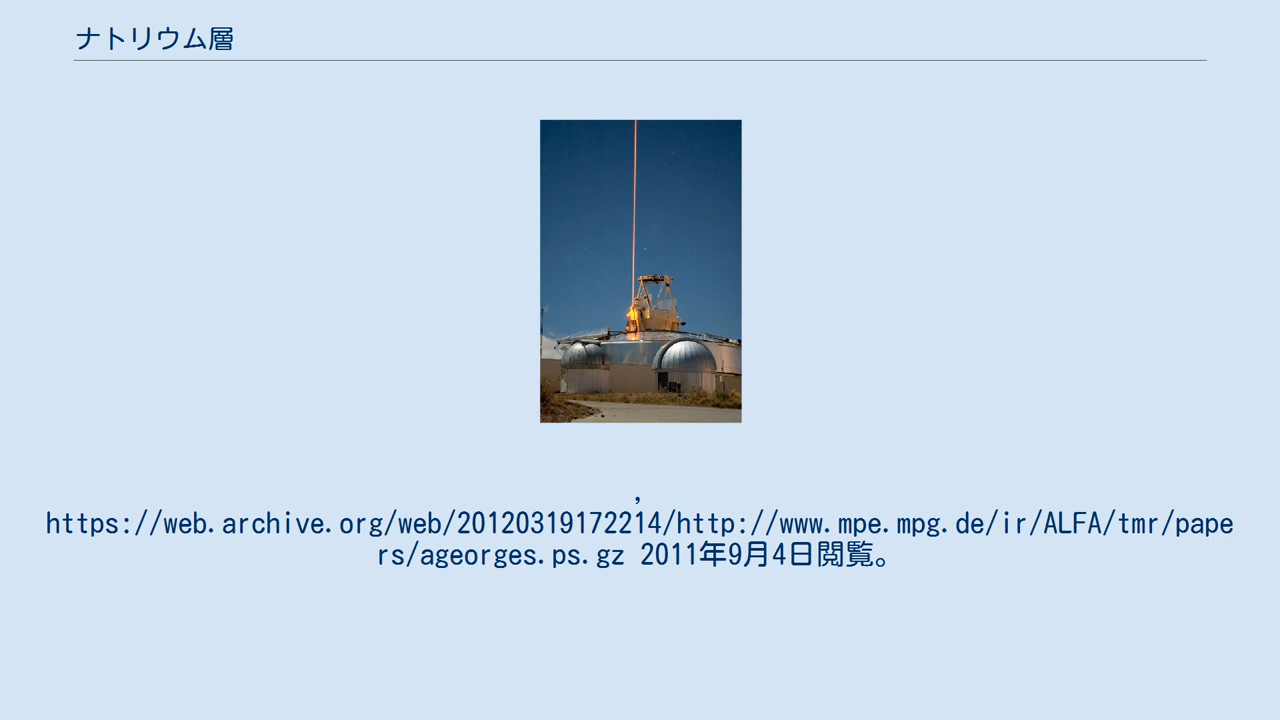 ナトリウム層
,
https://web.archive.org/web/20120319172214/http://www.mpe.mpg.de/ir/ALFA/tmr/pape
rs/ageorges.ps.gz 2011年9月4日閲覧。